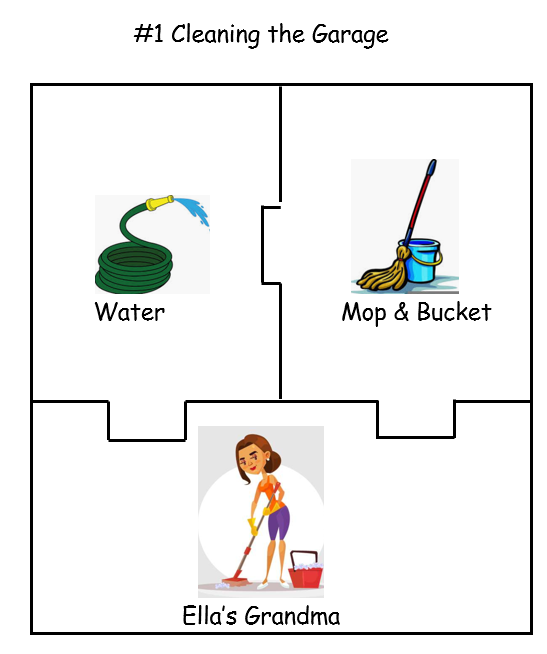 #1 Cleaning the Garage
Water
Mop & Bucket
Ella's Grandma